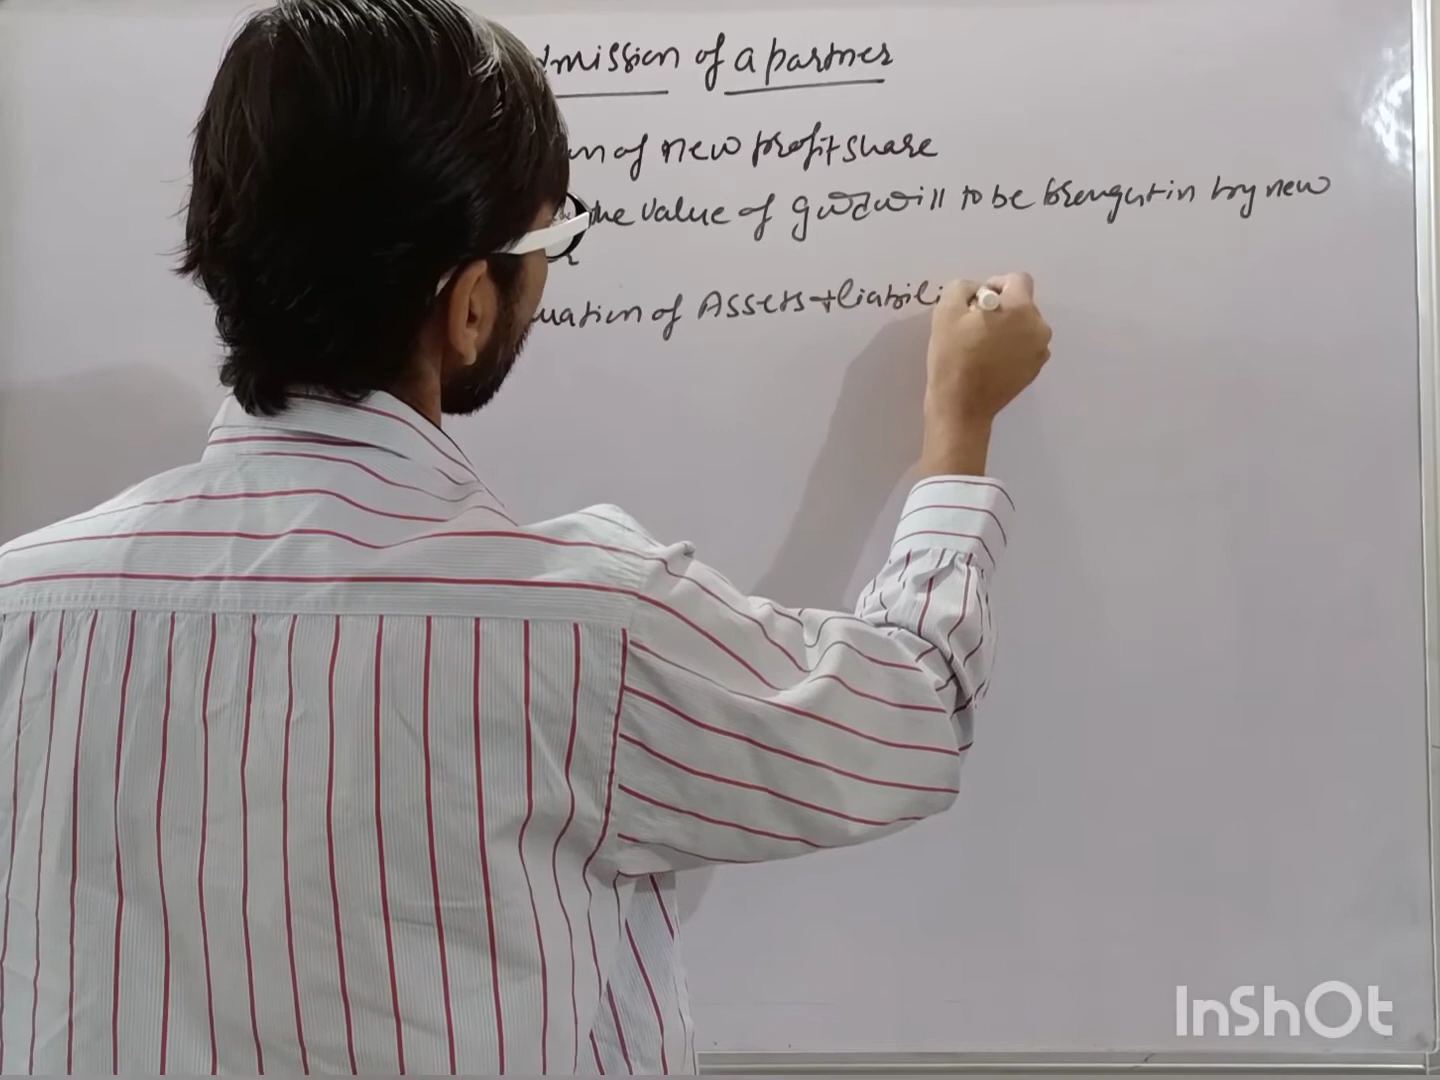 dmission of a partner
n of new profit share
the value of goodwill to be brought in by new
uation of Assets + liabili
InShOt